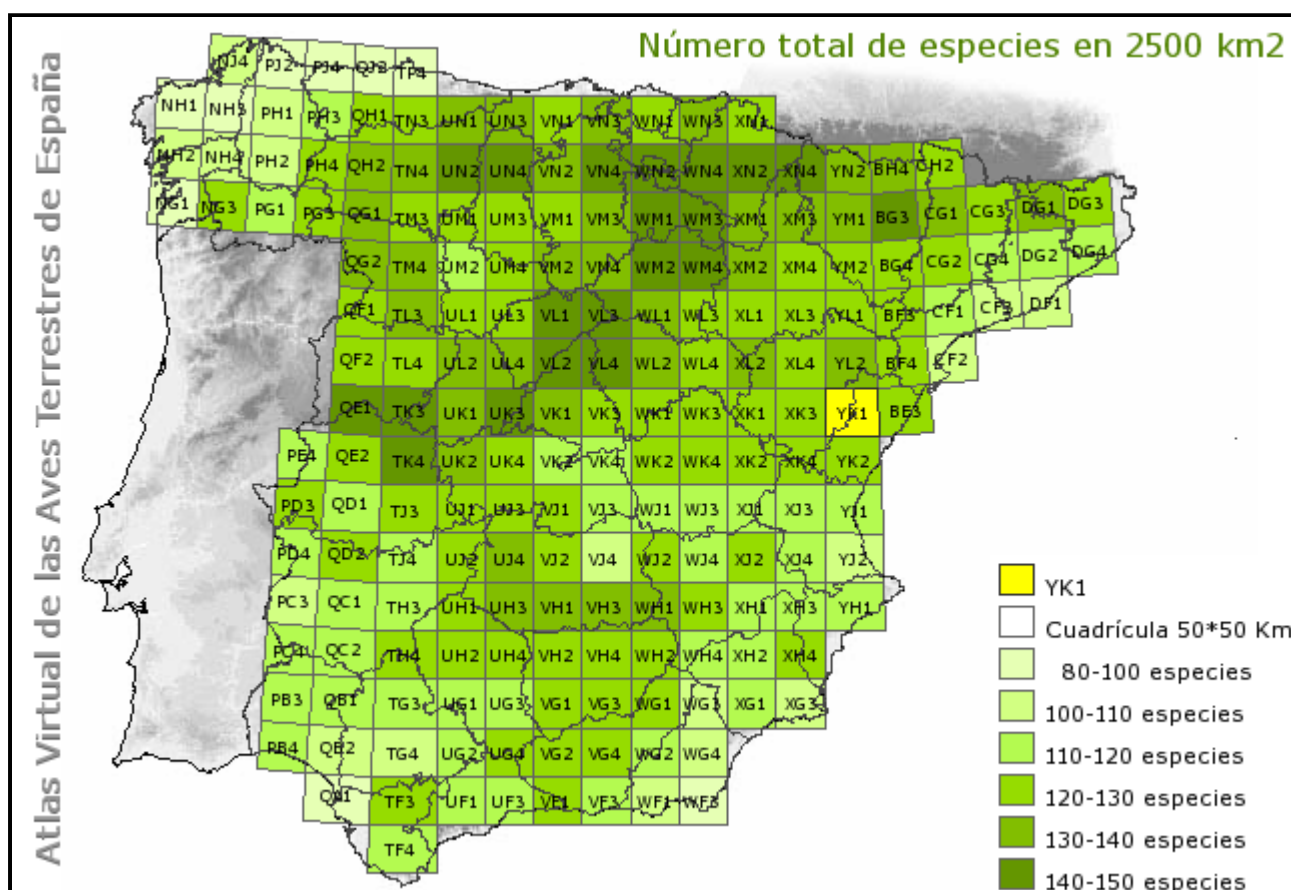 Número total de especies en 2500 km2
Atlas Virtual de las Aves Terrestres de España
NJ4 PJ2 PJ4 QJ2 TP4
NH1 NH3 PH1 PH3 QH1 TN3 UN1 UN3 VN1 VN3 WN1 WN3 XN1
NH2 NH4 PH2 PH4 QH2 TN4 UN2 UN4 VN2 VN4 WN2 WN4 XN2 XN4 YN2 BH4 CH2
NG1 NG3 PG1 PG3 QG1 TM3 UM1 UM3 VM1 VM3 WM1 WM3 XM1 XM3 YM1 BG3 CG1 CG3 DG1 DG3
QG2 TM4 UM2 UM4 VM2 VN4 WM2 WM4 XM2 XM4 YM2 BG4 CG2 CG4 DG2 DG4
QF1 TL3 UL1 UL3 VL1 VL3 WL1 WL3 XL1 XL3 YL1 BF3 CF1 CF3 DF1
QF2 TL4 UL2 UL4 VL2 VL4 WL2 WL4 XL2 XL4 YL2 BF4 CF2
QE1 TK3 UK1 UK3 VK1 VK3 WK1 WK3 XK1 XK3 YK1 BE3
PE4 QE2 TK4 UK2 UK4 VK2 VK4 WK2 WK4 XK2 XK4 YK2
PD3 QD1 TJ3 UJ1 UJ3 VJ1 VJ3 WJ1 WJ3 XJ1 XJ3 YJ1
PD4 QD2 TJ4 UJ2 UJ4 VJ2 VJ4 WJ2 WJ4 XJ2 XJ4 YJ2
PC3 QC1 TH3 UH1 UH3 VH1 VH3 WH1 WH3 XH1 XH3 YH1
PC4 QC2 TH4 UH2 UH4 VH2 VH4 WH2 WH4 XH2 XH4
PB3 QB1 TG3 UG1 UG3 VG1 VG3 WG1 WG3 XG1 XG3
PB4 QB2 TG4 UG2 UG4 VG2 VG4 WG2 WG4
QA1 TF3 UF1 UF3 VF1 VF3 WF1 WF3
TF4
YK1
Cuadrícula 50*50 Km
80-100 especies
100-110 especies
110-120 especies
120-130 especies
130-140 especies
140-150 especies